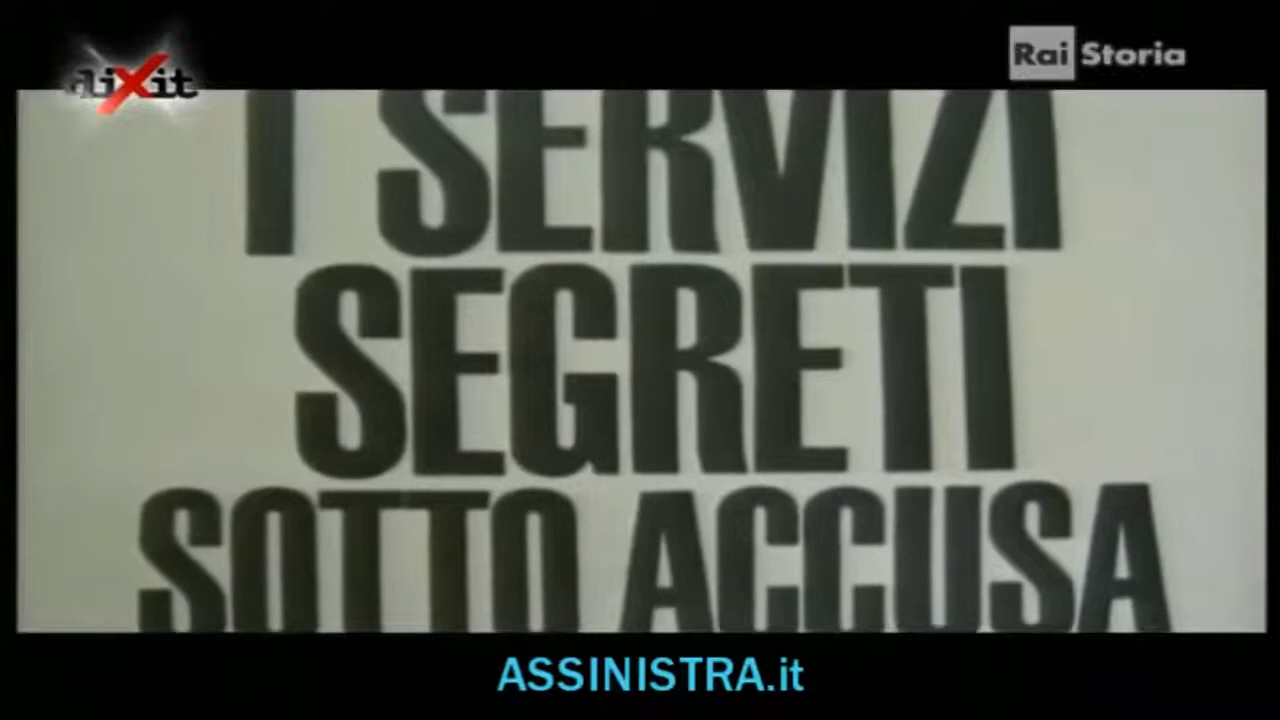 diXit
Rai Storia
I SERVIZI
SEGRETI
SOTTO ACCUSA
ASSINISTRA.it